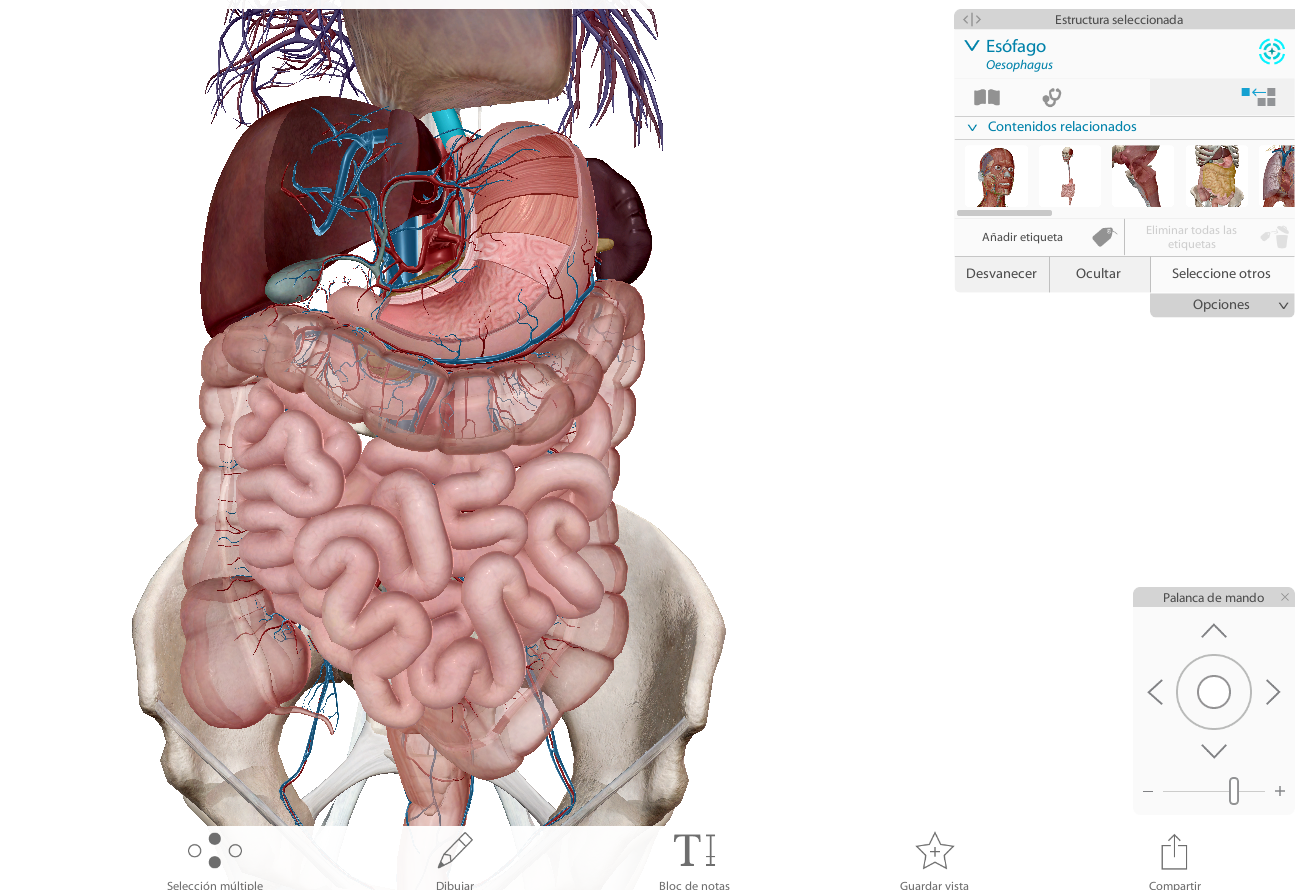 Estructura seleccionada
Esófago
Oesophagus
Contenidos relacionados
Añadir etiqueta
Eliminar todas las
etiquetas
Desvanecer
Ocultar
Seleccione otros
Opciones
Palanca de mando
Selección múltiple
Dibujar
Bloc de notas
Guardar vista
Compartir